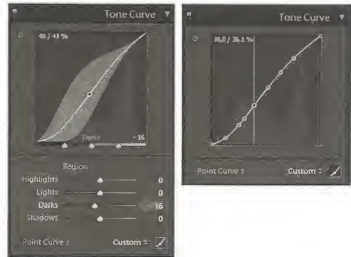 Tone Curve
40 / 43 %
Darks
- 16
Region
Highlights 0
Lights 0
Darks - 16
Shadows 0
Point Curve : Custom
Tone Curve
36,0 / 36,1 %
Point Curve : Custom